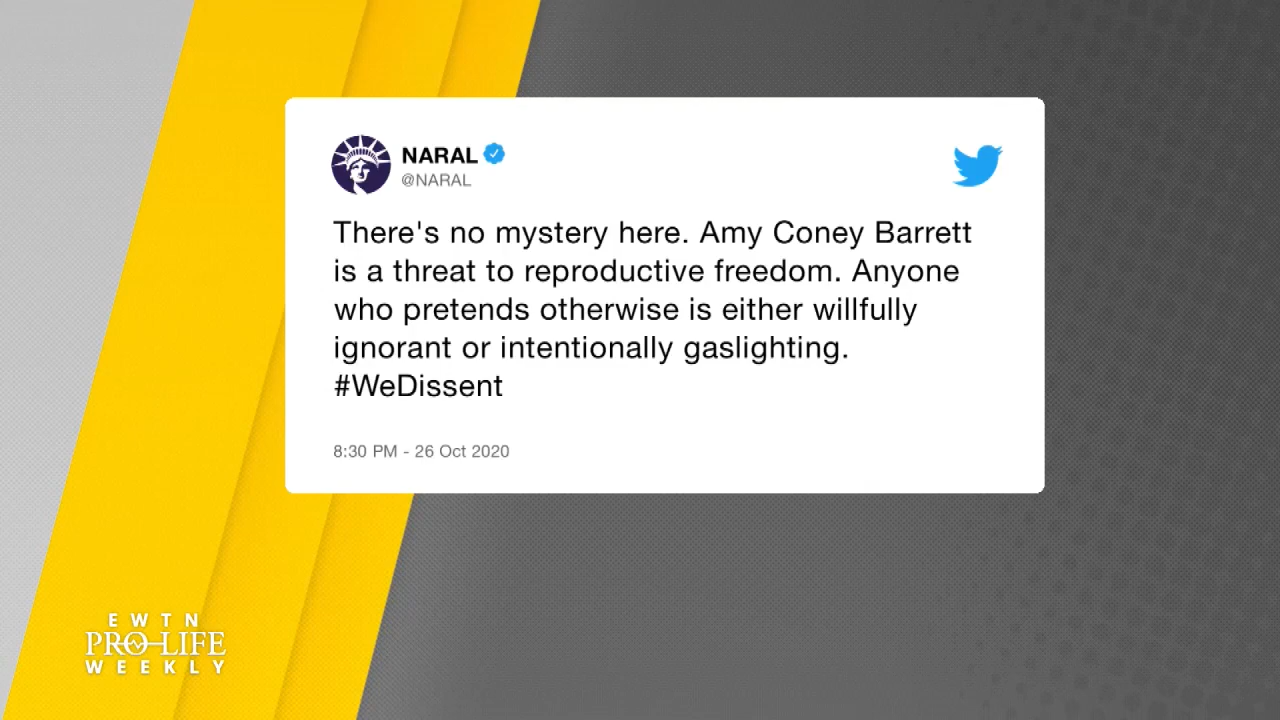 NARAL
@NARAL
There's no mystery here. Amy Coney Barrett
is a threat to reproductive freedom. Anyone
who pretends otherwise is either willfully
ignorant or intentionally gaslighting.
#WeDissent
8:30 PM - 26 Oct 2020
EWTN
PRO-LIFE
WEEKLY